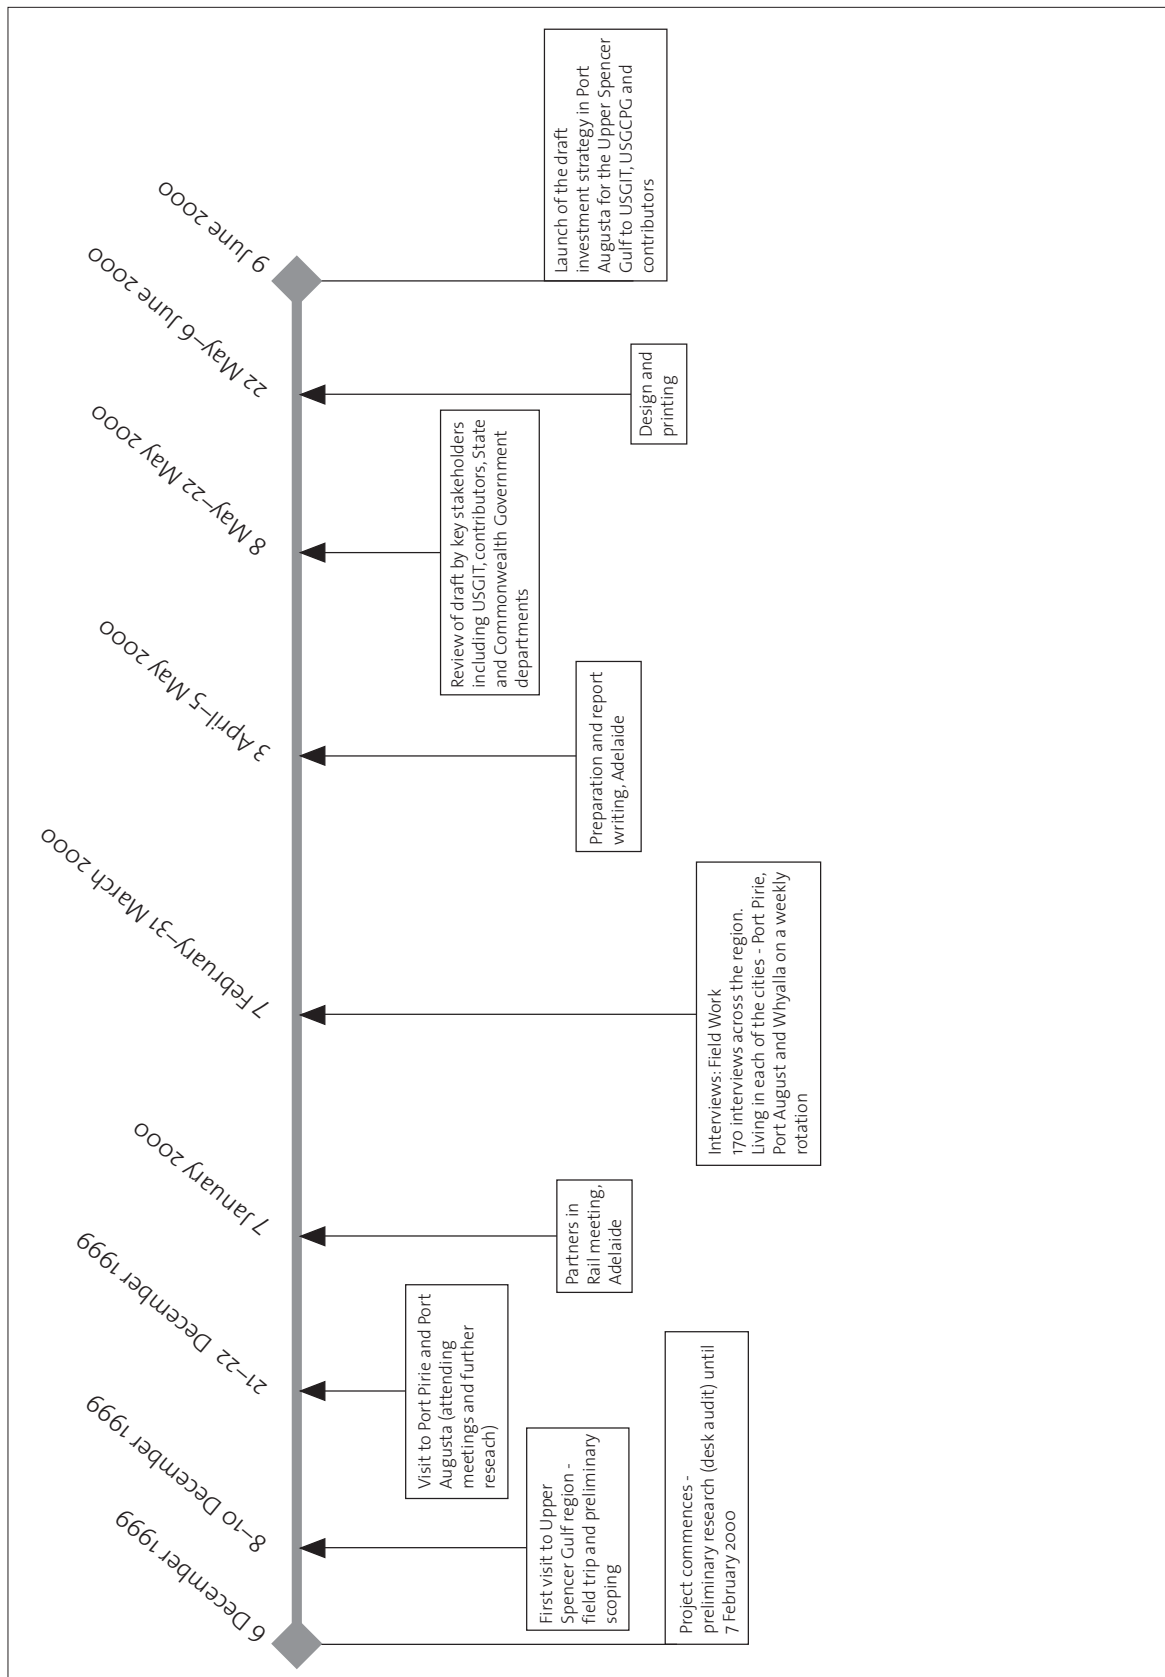 6 December 1999
8–10 December 1999
21–22 December 1999
7 January 2000
7 February–31 March 2000
3 April–5 May 2000
8 May–22 May 2000
22 May–6 June 2000
9 June 2000
Project commences -
preliminary research (desk audit) until
7 February 2000
First visit to Upper
Spencer Gulf region -
field trip and preliminary
scoping
Visit to Port Pirie and Port
Augusta (attending
meetings and further
reseach)
Partners in
Rail meeting,
Adelaide
Interviews: Field Work
170 interviews across the region.
Living in each of the cities - Port Pirie,
Port August and Whyalla on a weekly
rotation
Preparation and report
writing, Adelaide
Review of draft by key stakeholders
including USGIT, contributors, State
and Commonwealth Government
departments
Design and
printing
Launch of the draft
investment strategy in Port
Augusta for the Upper Spencer
Gulf to USGIT, USGCPG and
contributors